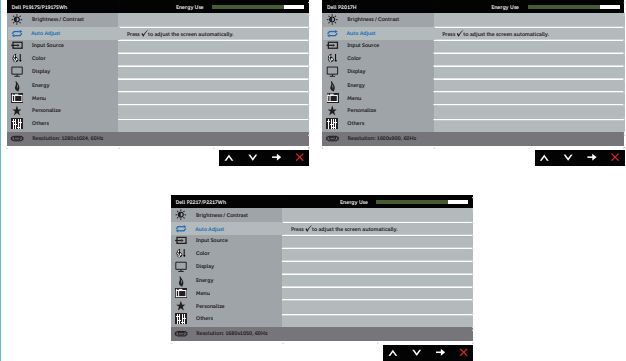 Dell P1917S/P1917SWh Energy Use
Brightness / Contrast
Auto Adjust Press ✓ to adjust the screen automatically.
Input Source
Color
Display
Energy
Menu
Personalize
Others
Resolution: 1280x1024, 60Hz
Dell P2017H Energy Use
Brightness / Contrast
Auto Adjust Press ✓ to adjust the screen automatically.
Input Source
Color
Display
Energy
Menu
Personalize
Others
Resolution: 1600x900, 60Hz
Dell P2217/P2217Wh Energy Use
Brightness / Contrast
Auto Adjust Press ✓ to adjust the screen automatically.
Input Source
Color
Display
Energy
Menu
Personalize
Others
Resolution: 1680x1050, 60Hz